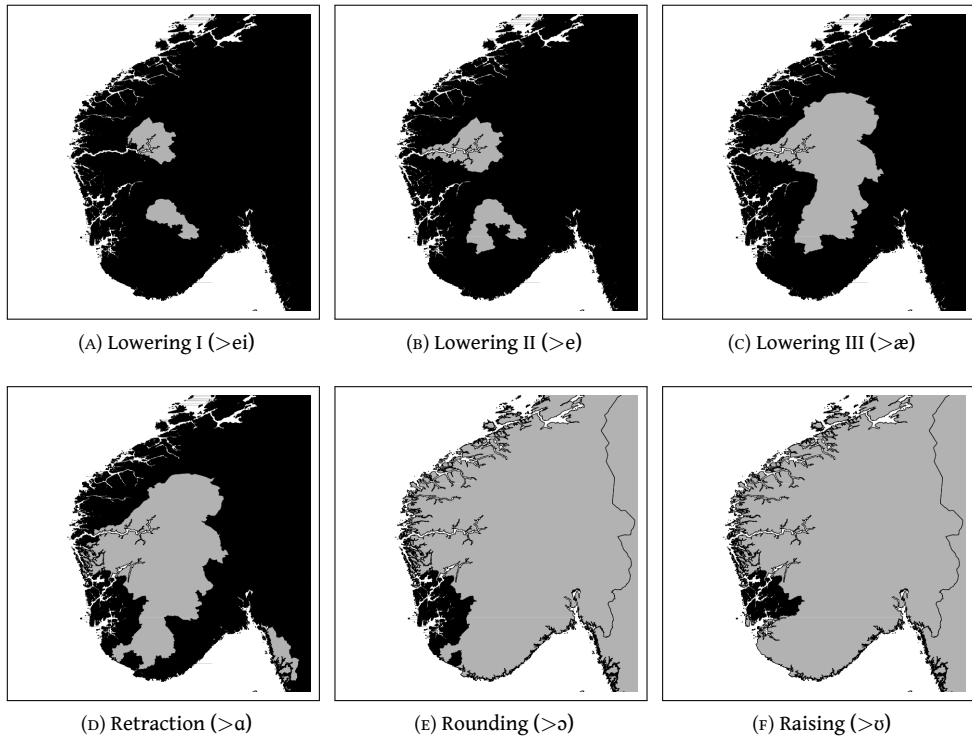 (A) Lowering I (>ei)
(B) Lowering II (>e)
(C) Lowering III (>æ)
(D) Retraction (>ɑ)
(E) Rounding (>ɔ)
(F) Raising (>ʊ)